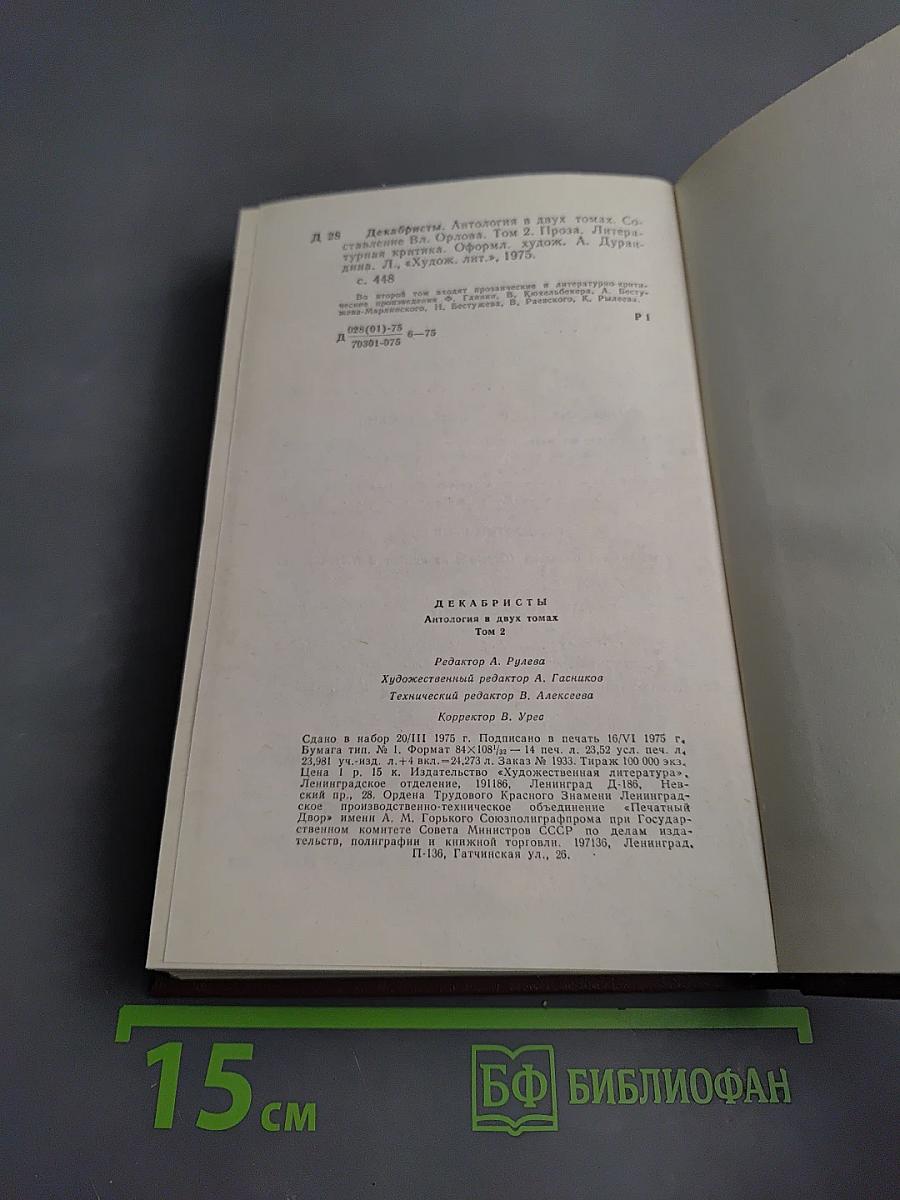 Д 28 Декабристы. Антология в двух томах. Со-
ставление Вл. Орлова. Том 2. Проза. Литера-
турная критика. Оформл. худож. А. Дуран-
дина. Л., «Худож. лит.», 1975.
с. 448
Во второй том входят прозаические и литературно-крити-
ческие произведения Ф. Глинки, В. Кюхельбекера, А. Бесту-
жева-Марлинского, Н. Бестужева, В. Раевского, К. Рылеева.
Р 1
Д 028(01)-75
70301-075 6—75
ДЕКАБРИСТЫ
Антология в двух томах
Том 2
Редактор А. Рулева
Художественный редактор А. Гасников
Технический редактор В. Алексеева
Корректор В. Урес
Сдано в набор 20/III 1975 г. Подписано в печать 16/VI 1975 г.
Бумага тип. № 1. Формат 84×108¹/₃₂ — 14 печ. л. 23,52 усл. печ. л.
23,981 уч.-изд. л.+4 вкл.=24,273 л. Заказ № 1933. Тираж 100 000 экз.
Цена 1 р. 15 к. Издательство «Художественная литература».
Ленинградское отделение, 191186, Ленинград Д-186, Нев-
ский пр., 28. Ордена Трудового Красного Знамени Ленинград-
ское производственно-техническое объединение «Печатный
Двор» имени А. М. Горького Союзполиграфпрома при Государ-
ственном комитете Совета Министров СССР по делам изда-
тельств, полиграфии и книжной торговли. 197136, Ленинград,
П-136, Гатчинская ул., 26.
15 см
БФ БИБЛИОФАН